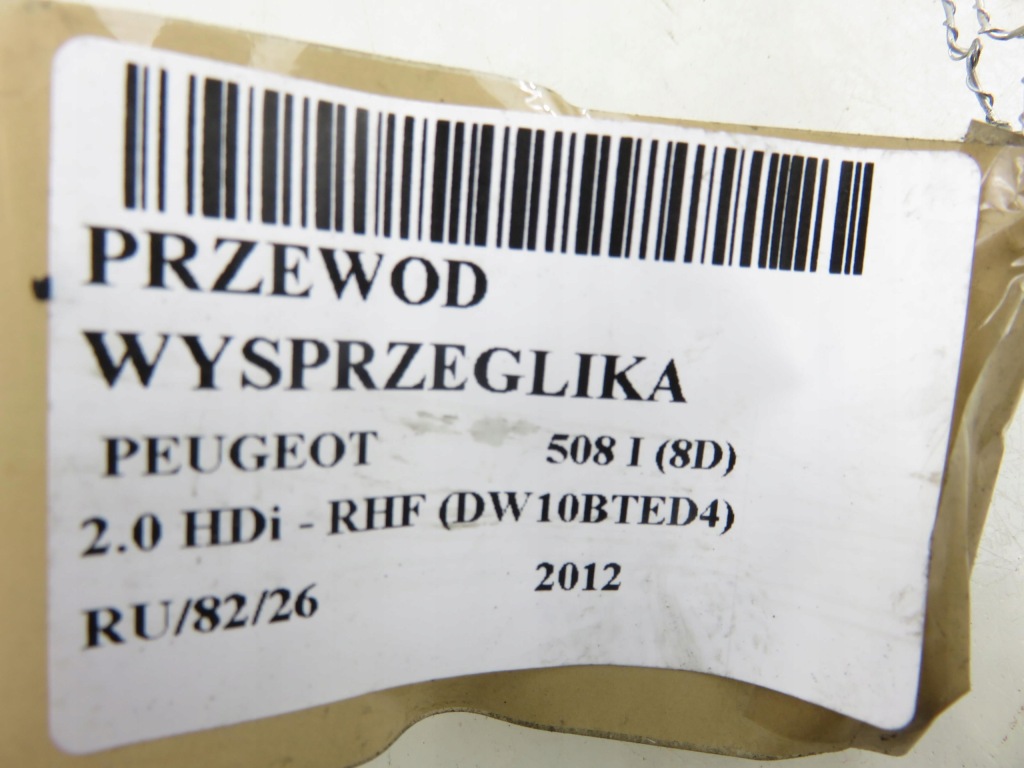 PRZEWOD
WYSPRZEGLIKA
PEUGEOT 508 I (8D)
2.0 HDi - RHF (DW10BTED4)
2012
RU/82/26